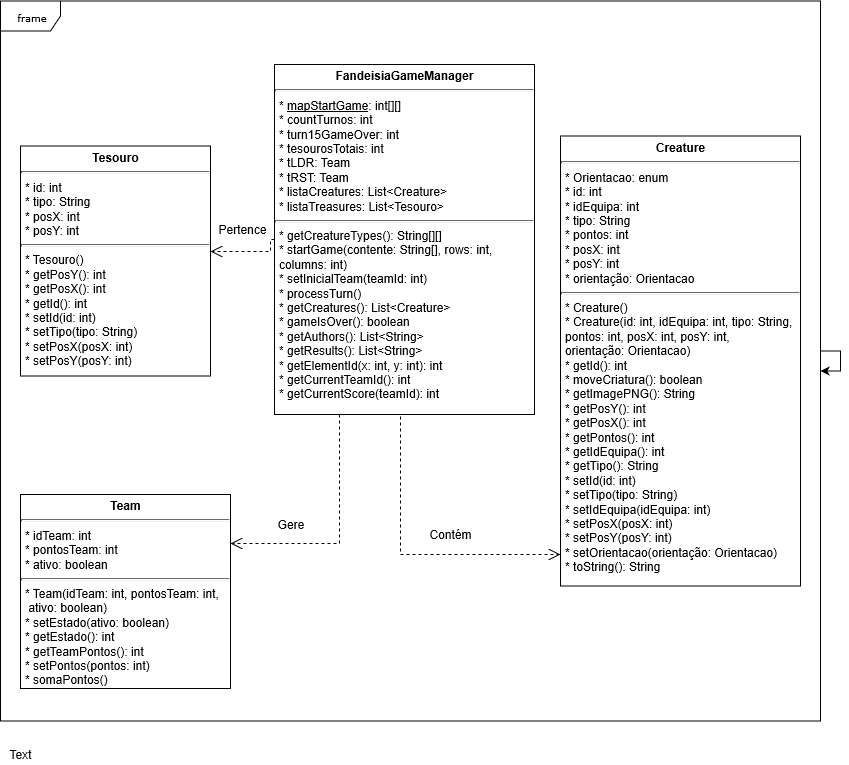 frame
FandeisiaGameManager
* mapStartGame: int[][]
* countTurnos: int
* turn15GameOver: int
* tesourosTotais: int
* tLDR: Team
* tRST: Team
* listaCreatures: List<Creature>
* listaTreasures: List<Tesouro>
* getCreatureTypes(): String[][]
* startGame(contente: String[], rows: int,
columns: int)
* setInicialTeam(teamId: int)
* processTurn()
* getCreatures(): List<Creature>
* gameIsOver(): boolean
* getAuthors(): List<String>
* getResults(): List<String>
* getElementId(x: int, y: int): int
* getCurrentTeamId(): int
* getCurrentScore(teamId): int
Tesouro
* id: int
* tipo: String
* posX: int
* posY: int
* Tesouro()
* getPosY(): int
* getPosX(): int
* getId(): int
* setId(id: int)
* setTipo(tipo: String)
* setPosX(posX: int)
* setPosY(posY: int)
Pertence
Creature
* Orientacao: enum
* id: int
* idEquipa: int
* tipo: String
* pontos: int
* posX: int
* posY: int
* orientação: Orientacao
* Creature()
* Creature(id: int, idEquipa: int, tipo: String,
pontos: int, posX: int, posY: int,
orientação: Orientacao)
* getId(): int
* moveCriatura(): boolean
* getImagePNG(): String
* getPosY(): int
* getPosX(): int
* getPontos(): int
* getIdEquipa(): int
* getTipo(): String
* setId(id: int)
* setTipo(tipo: String)
* setIdEquipa(idEquipa: int)
* setPosX(posX: int)
* setPosY(posY: int)
* setOrientacao(orientação: Orientacao)
* toString(): String
Team
* idTeam: int
* pontosTeam: int
* ativo: boolean
* Team(idTeam: int, pontosTeam: int,
ativo: boolean)
* setEstado(ativo: boolean)
* getEstado(): int
* getTeamPontos(): int
* setPontos(pontos: int)
* somaPontos()
Gere
Contém
Text